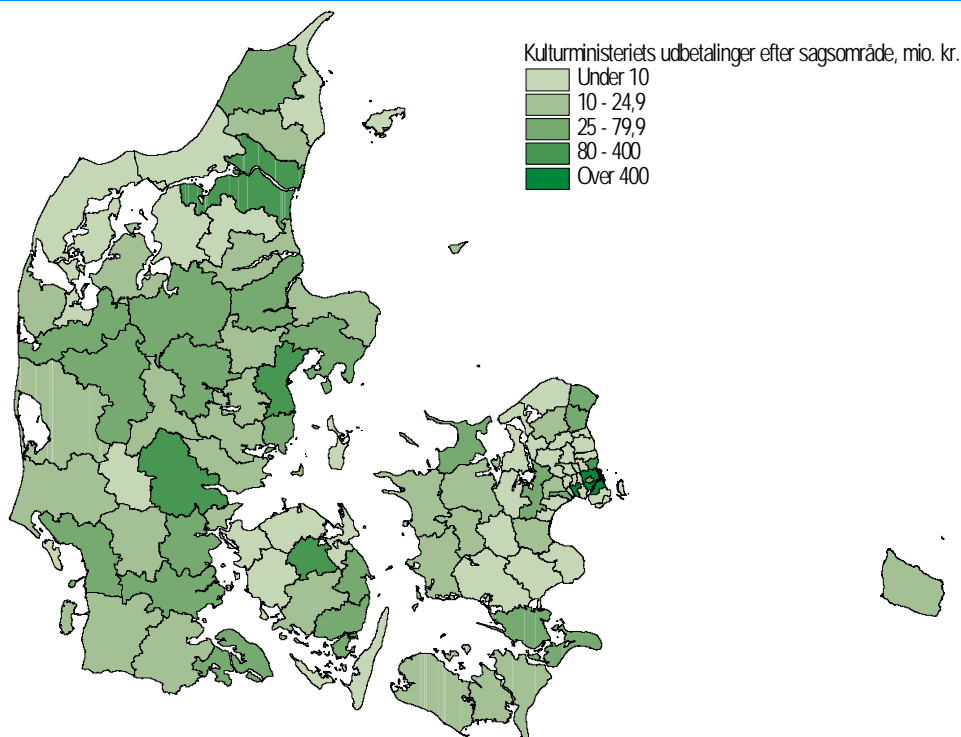 Kulturministeriets udbetalinger efter sagsområde, mio. kr.
Under 10
10 - 24,9
25 - 79,9
80 - 400
Over 400